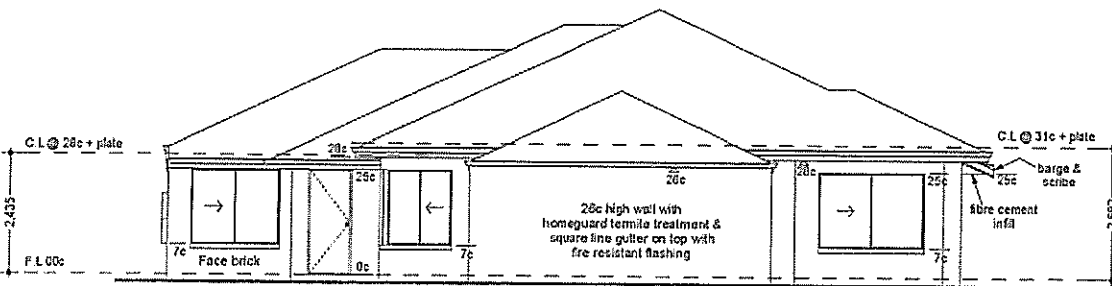 C.L @ 28c + plate
C.L @ 31c + plate
28c
25c
26c
28c
25c
barge &
scribe
25c
fibre cement
infill
2,435
26c high wall with
homeguard termite treatment &
square line gutter on top with
fire resistant flashing
7c
7c
7c
Face brick
F.L 00c
0c